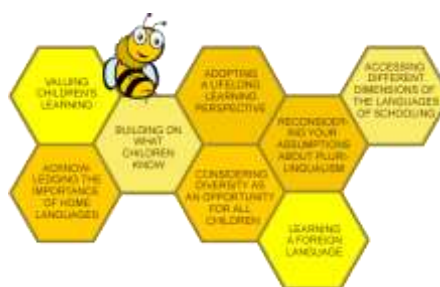 VALUING
CHILDREN'S
LEARNING
ACKNOW-
LEDGING THE
IMPORTANCE
OF HOME
LANGUAGES
BUILDING ON
WHAT
CHILDREN
KNOW
ADOPTING
A LIFELONG
LEARNING
PERSPECTIVE
CONSIDERING
DIVERSITY AS
AN OPPORTUNITY
FOR ALL
CHILDREN
RECONSIDER-
ING YOUR
ASSUMPTIONS
ABOUT PLURI-
LINGUALISM
LEARNING
A FOREIGN
LANGUAGE
ACCESSING
DIFFERENT
DIMENSIONS OF
THE LANGUAGES
OF SCHOOLING